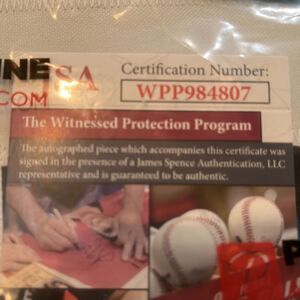 INE
.COM
SA
Certification Number:
WPP984807
The Witnessed Protection Program
The autographed piece which accompanies this certificate was
signed in the presence of a James Spence Authentication, LLC
representative and is guaranteed to be authentic.